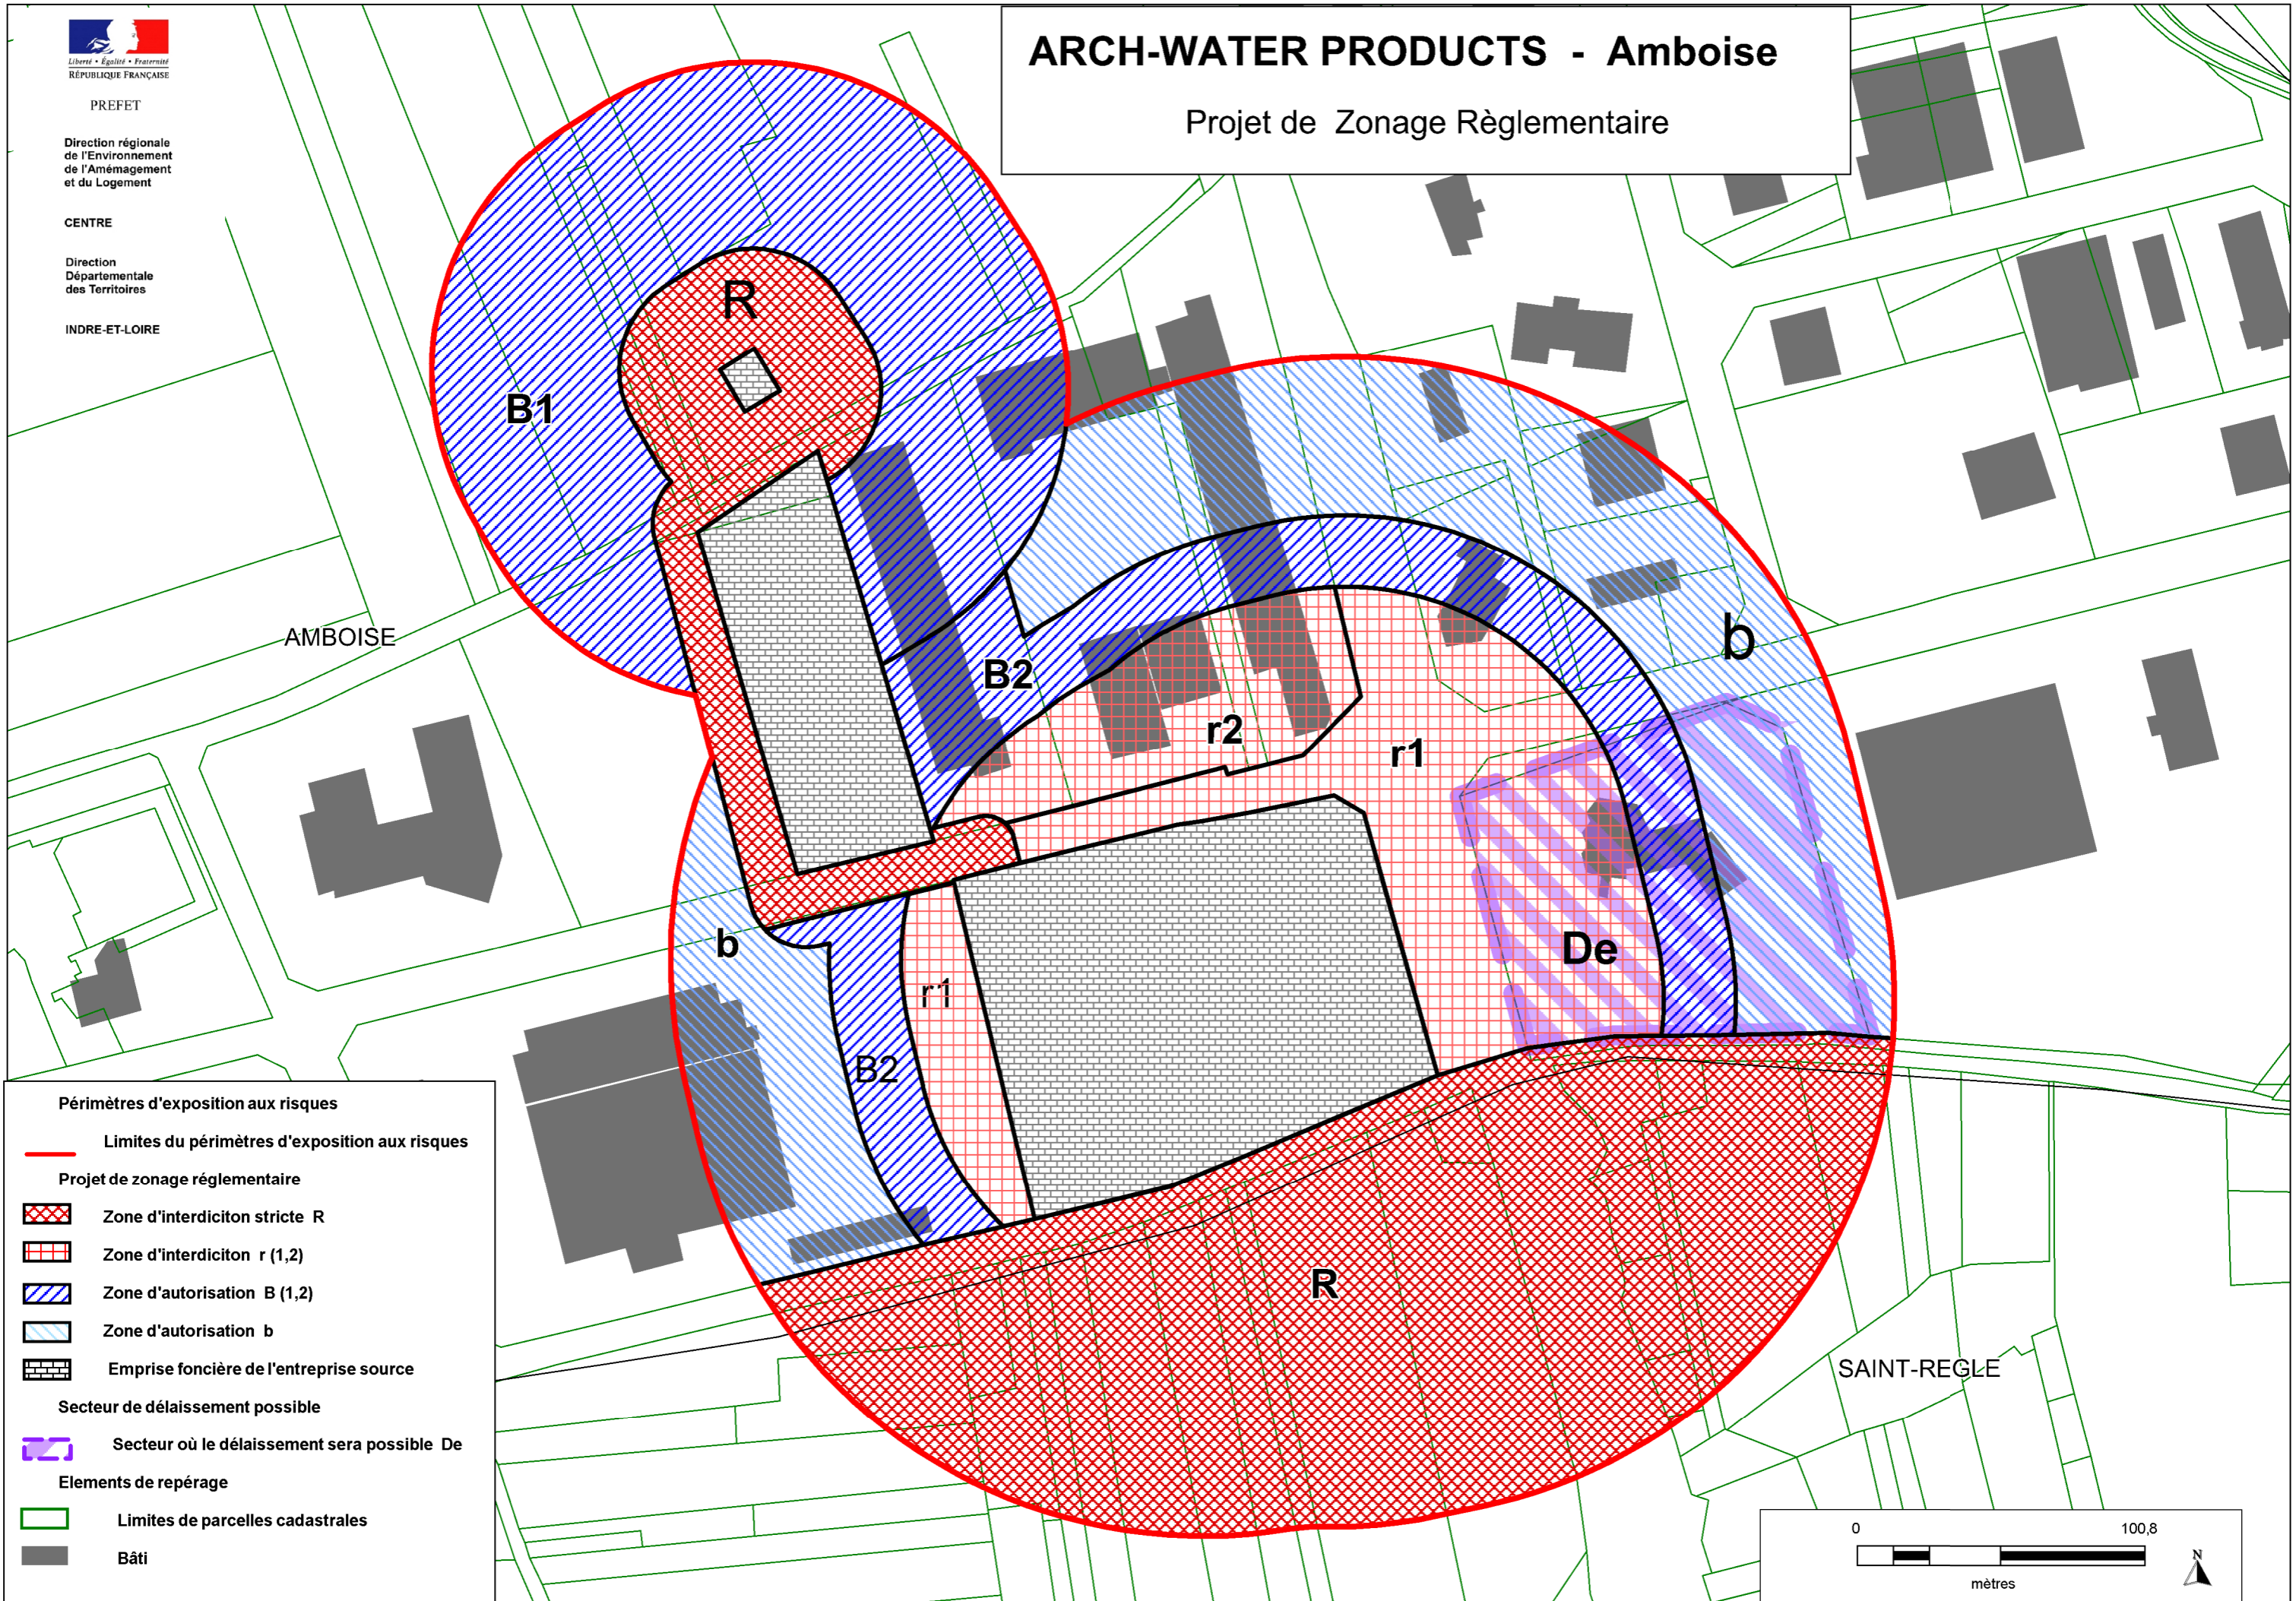 Liberté • Égalité • Fraternité
RÉPUBLIQUE FRANÇAISE
PREFET
Direction régionale
de l'Environnement
de l'Amémagement
et du Logement
CENTRE
Direction
Départementale
des Territoires
INDRE-ET-LOIRE
ARCH-WATER PRODUCTS - Amboise
Projet de Zonage Règlementaire
R
B1
AMBOISE
B2
r2
r1
b
De
b
r1
B2
R
SAINT-REGLE
Périmètres d'exposition aux risques
Limites du périmètres d'exposition aux risques
Projet de zonage réglementaire
Zone d'interdiciton stricte R
Zone d'interdiciton r (1,2)
Zone d'autorisation B (1,2)
Zone d'autorisation b
Emprise foncière de l'entreprise source
Secteur de délaissement possible
Secteur où le délaissement sera possible De
Elements de repérage
Limites de parcelles cadastrales
Bâti
0 100,8
mètres
N